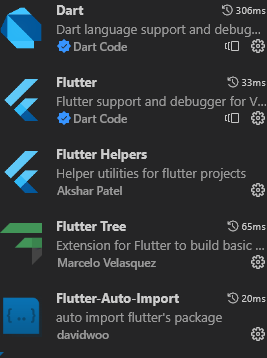 Dart 306ms
Dart language support and debug...
Dart Code
Flutter 33ms
Flutter support and debugger for V...
Dart Code
Flutter Helpers
Helper utilities for flutter projects
Akshar Patel
Flutter Tree 65ms
Extension for Flutter to build basic ...
Marcelo Velasquez
{..}
Flutter-Auto-Import 20ms
auto import flutter's package
davidwoo